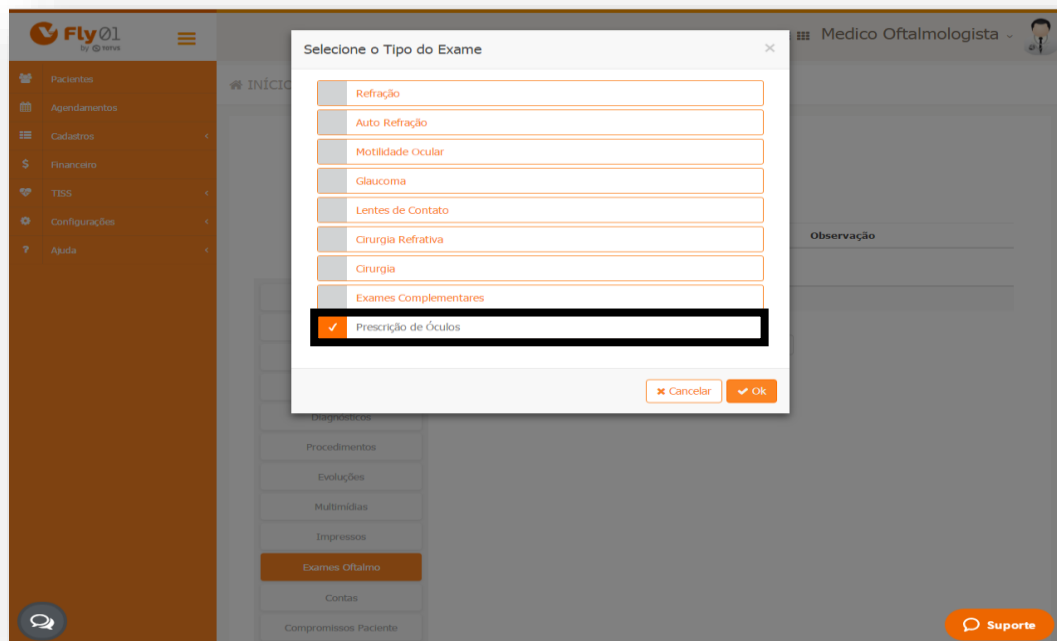 Fly01
by nerus
Medico Oftalmologista
Selecione o Tipo do Exame
×
INÍCIO
Pacientes
Agendamentos
Cadastros
Financeiro
TISS
Configurações
Ajuda
Refração
Auto Refração
Motilidade Ocular
Glaucoma
Lentes de Contato
Cirurgia Refrativa
Cirurgia
Exames Complementares
Prescrição de Óculos
Observação
Cancelar
Ok
Diagnósticos
Procedimentos
Evoluções
Multimídias
Impressos
Exames Oftalmo
Contas
Compromissos Paciente
Suporte